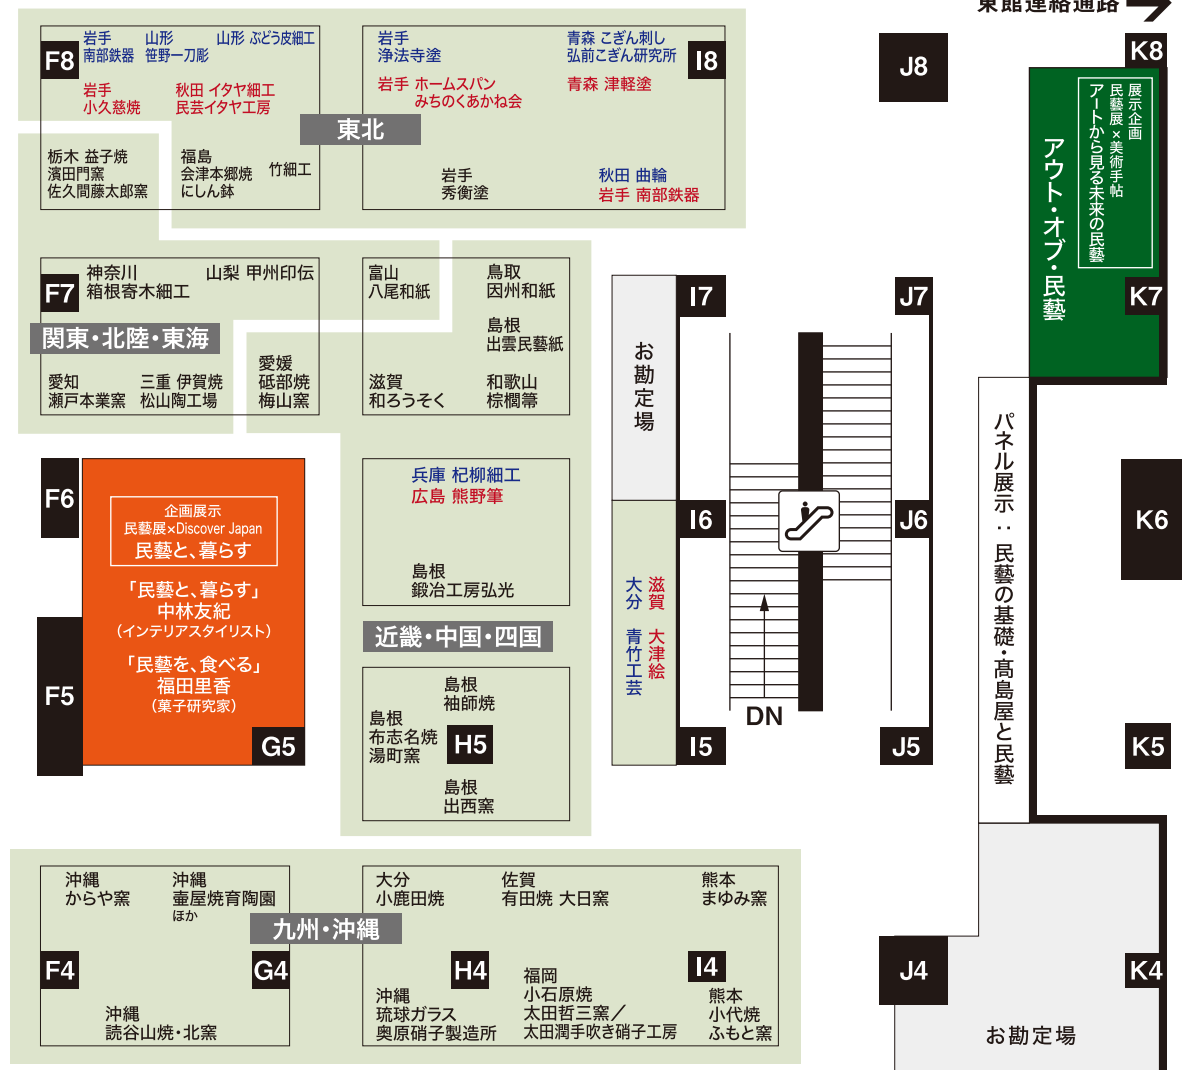 東館連絡通路
F8
岩手
南部鉄器
山形
笹野一刀彫
山形 ぶどう皮細工
岩手
小久慈焼
秋田 イタヤ細工
民芸イタヤ工房
栃木 益子焼
濱田門窯
佐久間藤太郎窯
福島
会津本郷焼
にしん鉢
竹細工
東北
岩手
浄法寺塗
青森 こぎん刺し
弘前こぎん研究所
I8
岩手 ホームスパン
みちのくあかね会
青森 津軽塗
岩手
秀衡塗
秋田 曲輪
岩手 南部鉄器
J8
K8
展示企画
民藝展×美術手帖
アートから見る未来の民藝
アウト・オブ・民藝
K7
F7
神奈川
箱根寄木細工
山梨 甲州印伝
関東・北陸・東海
愛知
瀬戸本業窯
三重 伊賀焼
松山陶工場
愛媛
砥部焼
梅山窯
富山
八尾和紙
鳥取
因州和紙
島根
出雲民藝紙
滋賀
和ろうそく
和歌山
棕櫚箒
I7
お勘定場
J7
F6
企画展示
民藝展×Discover Japan
民藝と、暮らす
「民藝と、暮らす」
中林友紀
（インテリアスタイリスト）
「民藝を、食べる」
福田里香
（菓子研究家）
F5
G5
兵庫 杞柳細工
広島 熊野筆
島根
鍛冶工房弘光
近畿・中国・四国
島根
袖師焼
島根
布志名焼
湯町窯
H5
島根
出西窯
I6
滋賀 大津絵
大分 青竹工芸
I5
DN
J6
J5
パネル展示：民藝の基礎・髙島屋と民藝
K6
K5
沖縄
からや窯
沖縄
壷屋焼育陶園
ほか
九州・沖縄
F4
G4
沖縄
読谷山焼・北窯
大分
小鹿田焼
佐賀
有田焼 大日窯
熊本
まゆみ窯
H4
I4
沖縄
琉球ガラス
奥原硝子製造所
福岡
小石原焼
太田哲三窯／
太田潤手吹き硝子工房
熊本
小代焼
ふもと窯
J4
K4
お勘定場